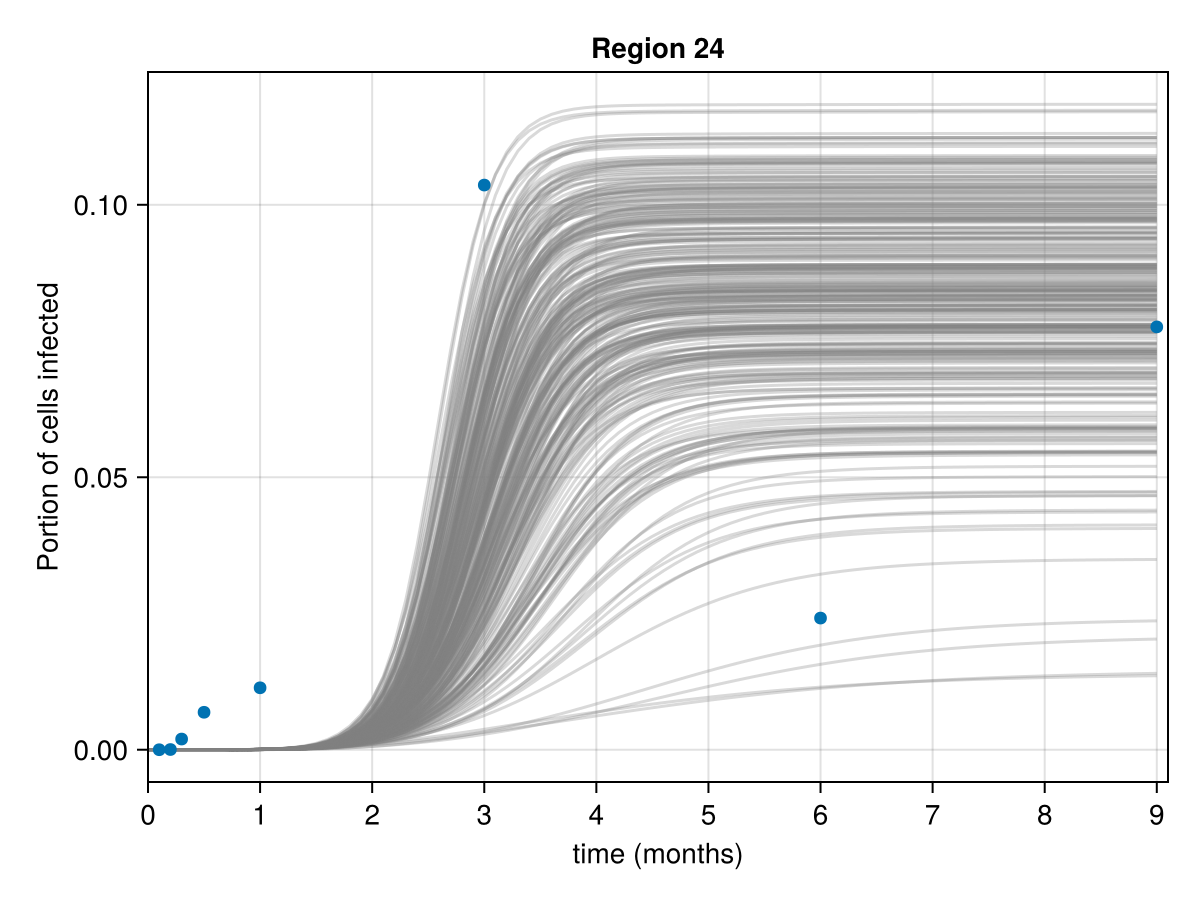 Region 24
Portion of cells infected
0.10
0.05
0.00
0 1 2 3 4 5 6 7 8 9
time (months)